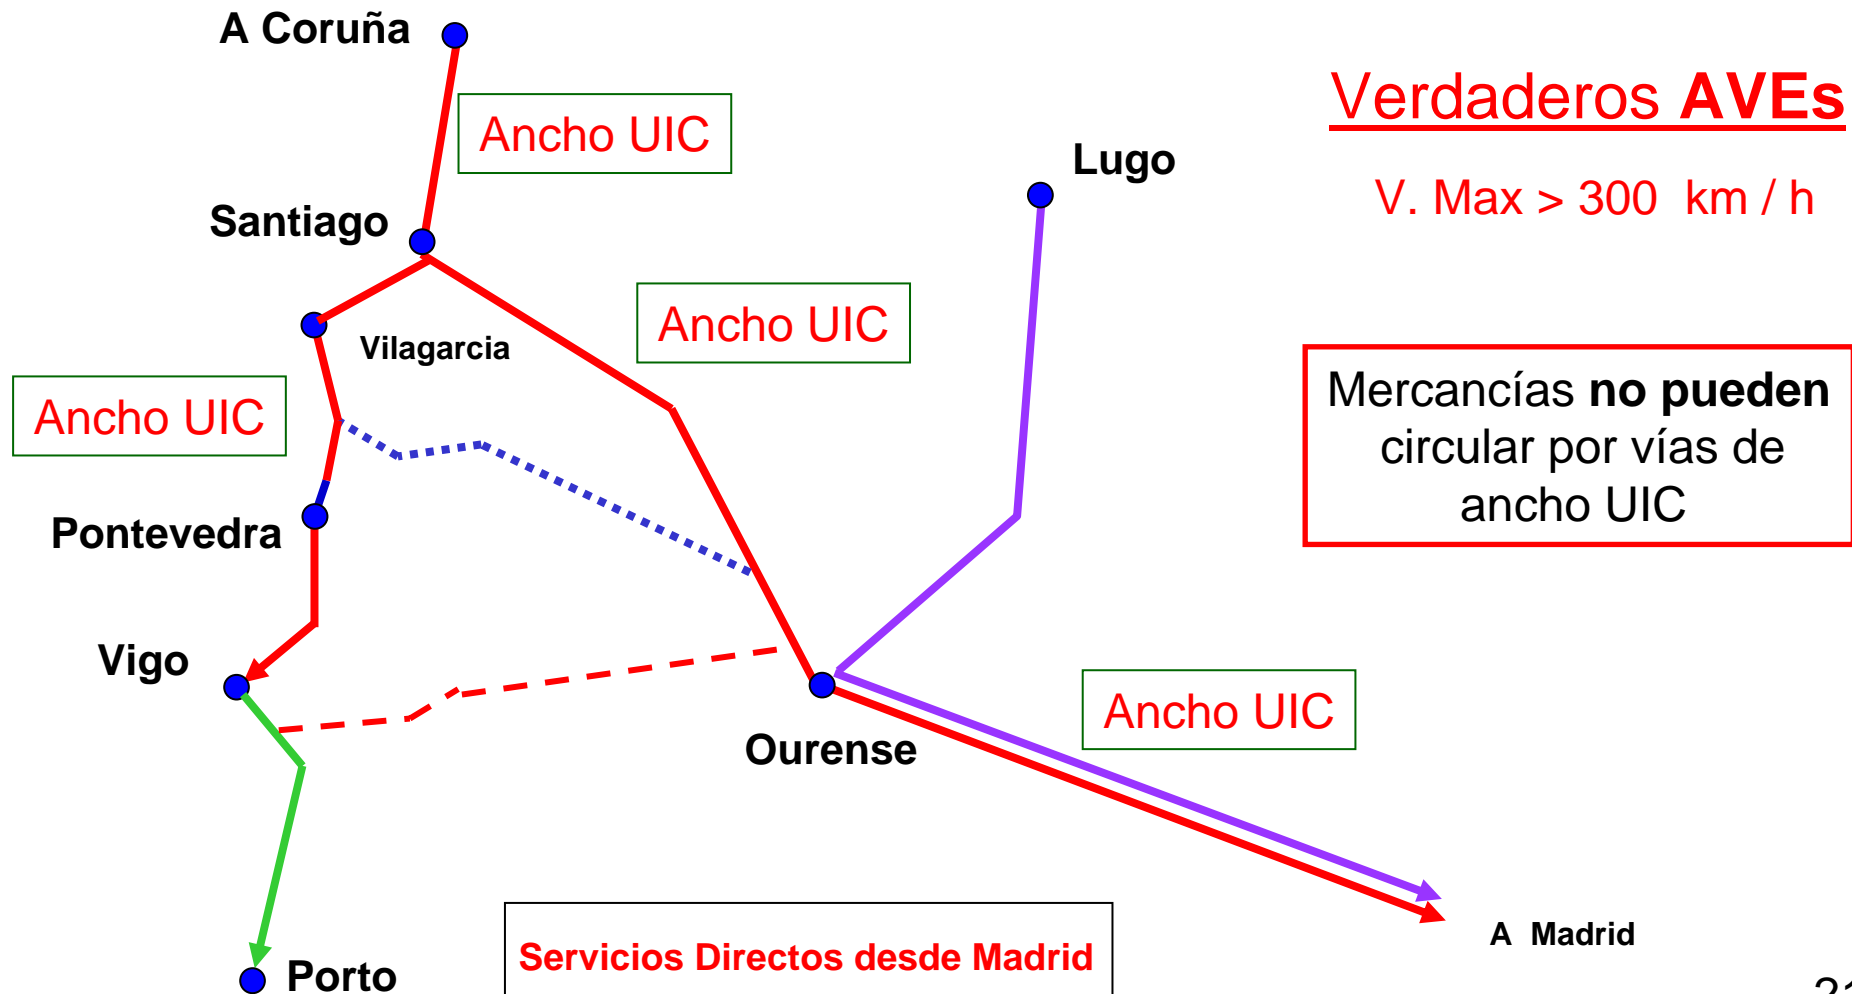 A Coruña
Verdaderos AVEs
Ancho UIC
Lugo
V. Max > 300 km / h
Santiago
Ancho UIC
Vilagarcia
Mercancías no pueden
circular por vías de
ancho UIC
Ancho UIC
Pontevedra
Vigo
Ancho UIC
Ourense
A Madrid
Servicios Directos desde Madrid
Porto